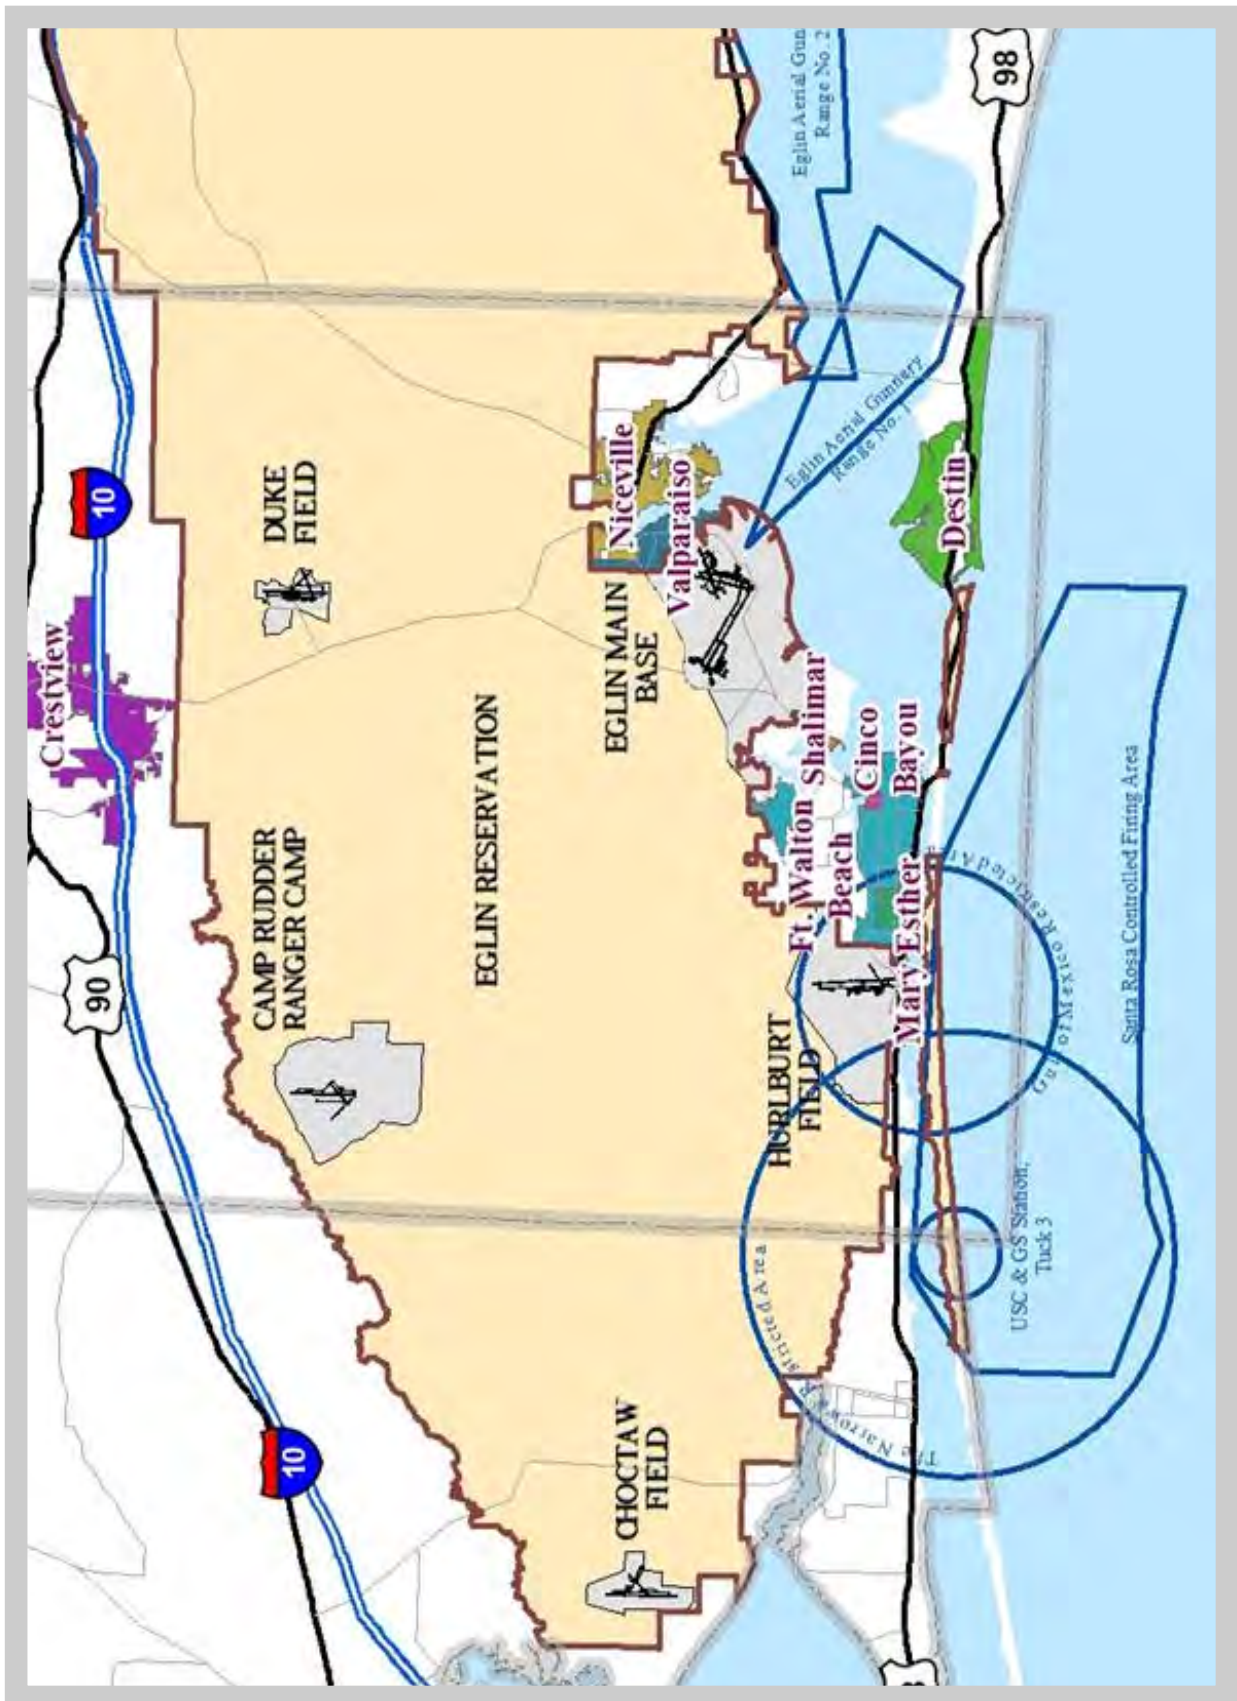 Crestview
90
10
10
CAMP RUDDER
RANGER CAMP
DUKE
FIELD
EGLIN RESERVATION
CHOCTAW
FIELD
EGLIN MAIN
BASE
Niceville
Valparaiso
HURLBURT
FIELD
The Narrows Restricted Area
Ft. Walton
Beach
Shalimar
Cinco
Bayou
Mary Esther
Destin
Eglin Aerial Gunnery
Range No. 1
Eglin Aerial Gun
Range No. 2
98
USC & GS Station,
Tuck 3
Gulf of Mexico Restricted Area
Santa Rosa Controlled Firing Area